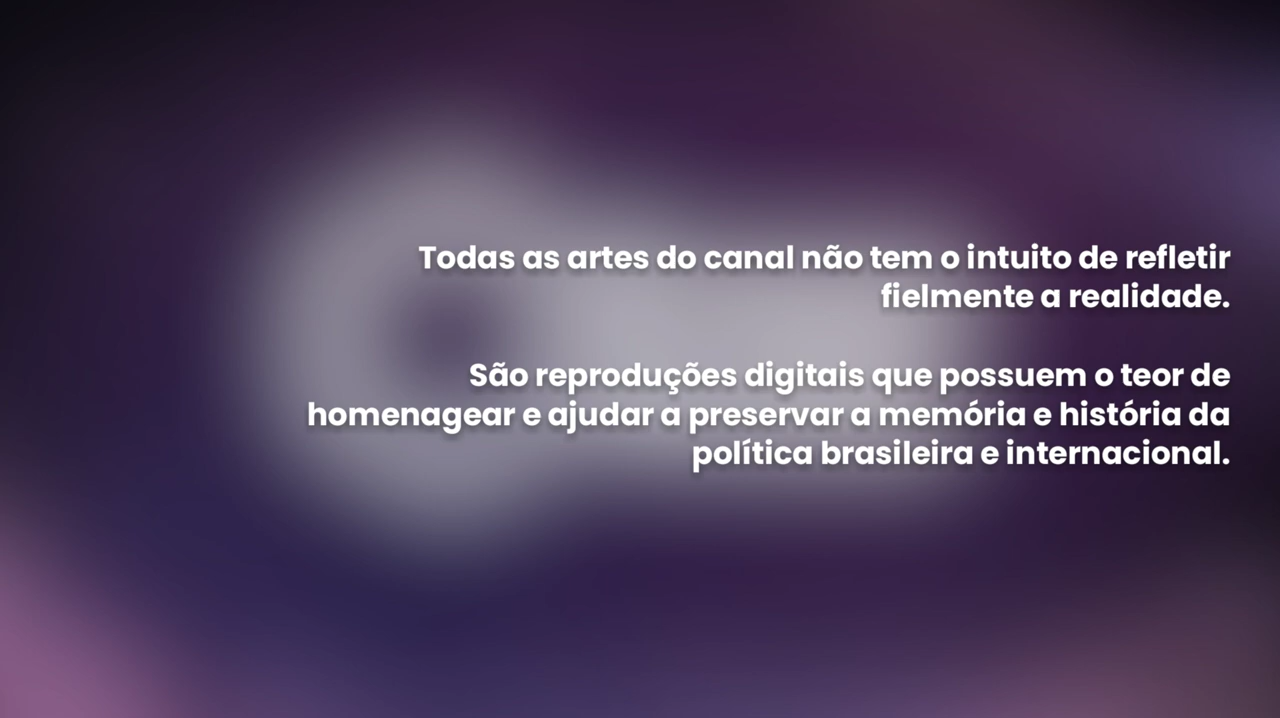 Todas as artes do canal não tem o intuito de refletir
fielmente a realidade.
São reproduções digitais que possuem o teor de
homenagear e ajudar a preservar a memória e história da
política brasileira e internacional.